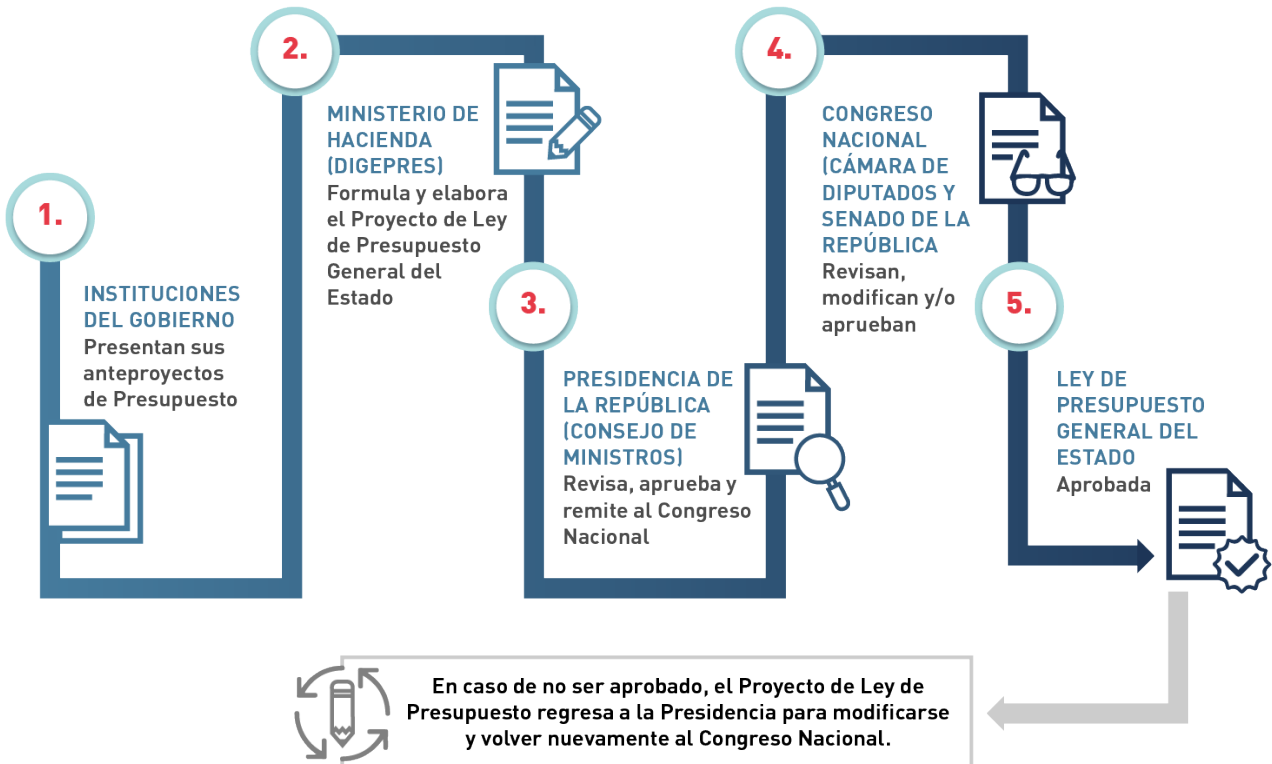 1.
INSTITUCIONES
DEL GOBIERNO
Presentan sus
anteproyectos
de Presupuesto
2.
MINISTERIO DE
HACIENDA
(DIGEPRES)
Formula y elabora
el Proyecto de Ley
de Presupuesto
General del
Estado
3.
PRESIDENCIA DE
LA REPÚBLICA
(CONSEJO DE
MINISTROS)
Revisa, aprueba y
remite al Congreso
Nacional
4.
CONGRESO
NACIONAL
(CÁMARA DE
DIPUTADOS Y
SENADO DE LA
REPÚBLICA
Revisan,
modifican y/o
aprueban
5.
LEY DE
PRESUPUESTO
GENERAL DEL
ESTADO
Aprobada
En caso de no ser aprobado, el Proyecto de Ley de
Presupuesto regresa a la Presidencia para modificarse
y volver nuevamente al Congreso Nacional.